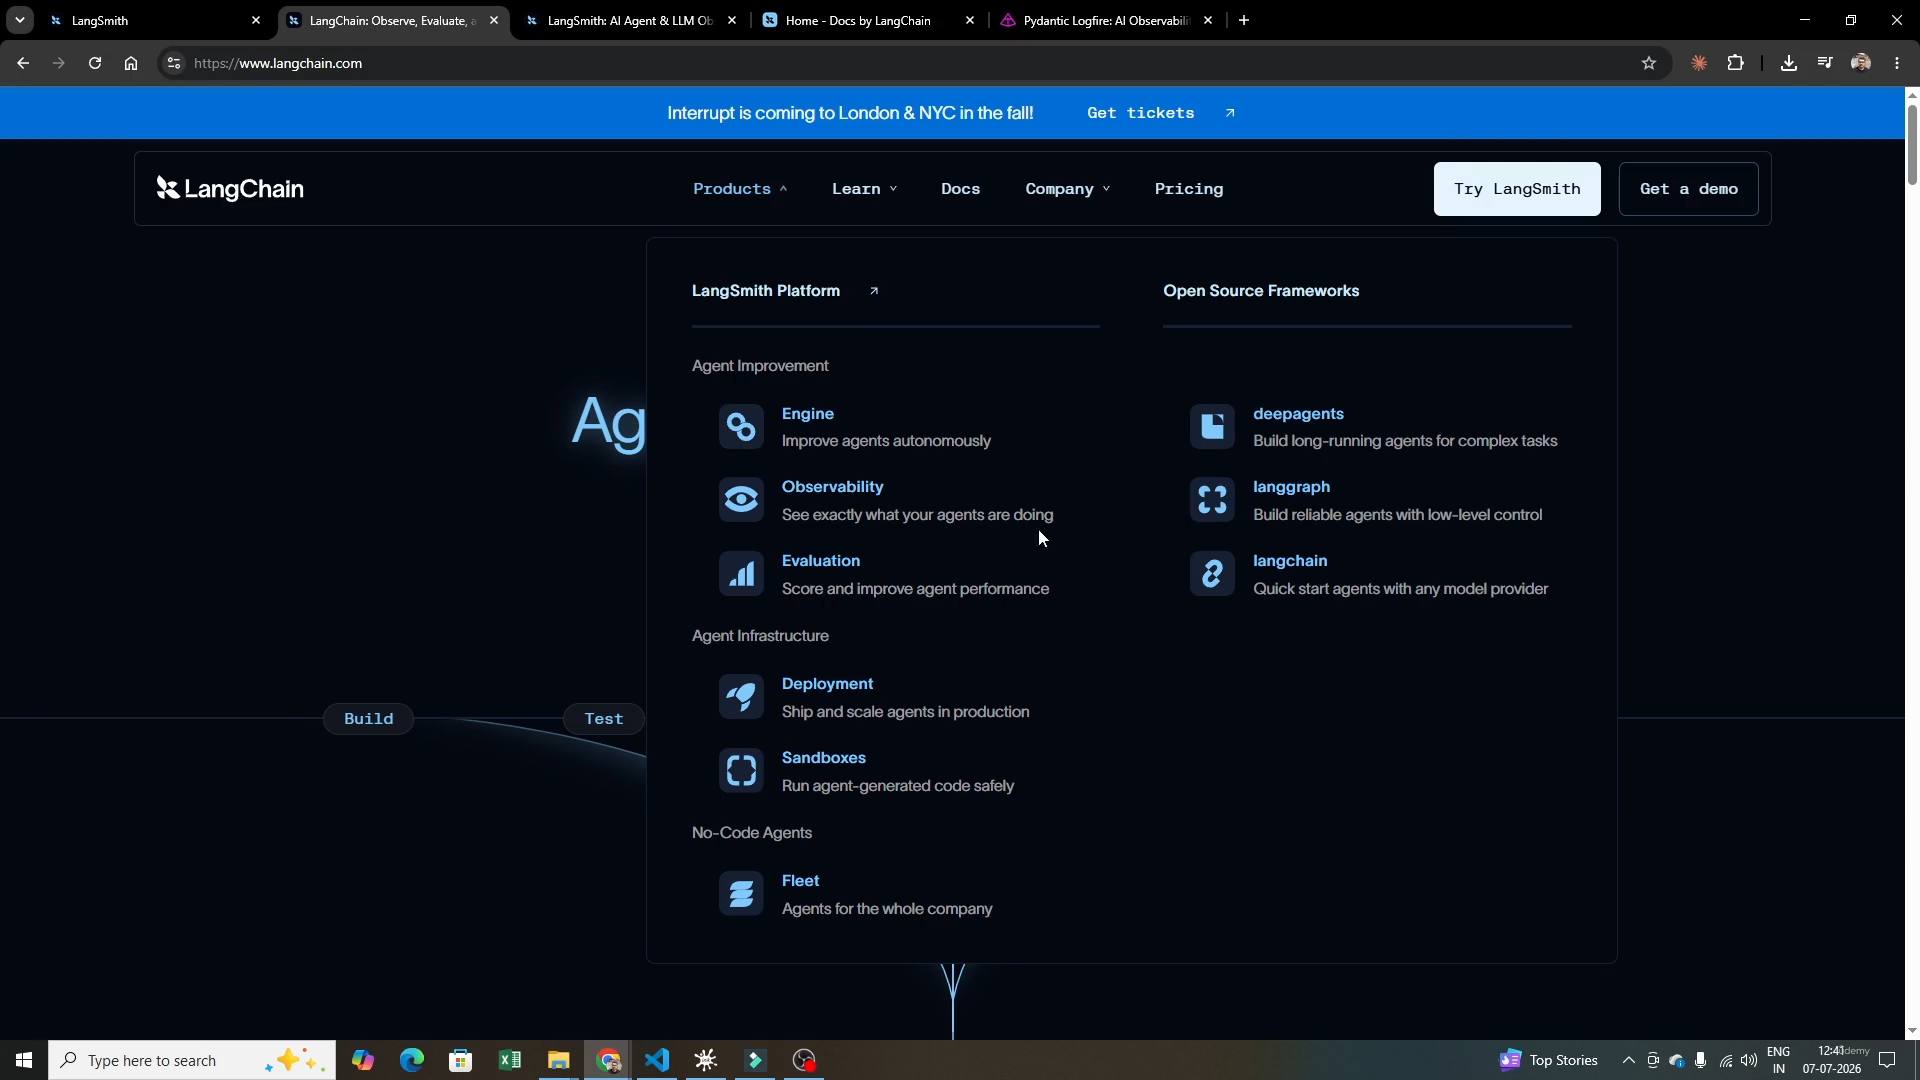 LangSmith
LangChain: Observe, Evaluate, a
LangSmith: AI Agent & LLM Ob
Home - Docs by LangChain
Pydantic Logfire: AI Observabili
https://www.langchain.com
Interrupt is coming to London & NYC in the fall! Get tickets
LangChain
Products
Learn
Docs
Company
Pricing
Try LangSmith
Get a demo
LangSmith Platform
Agent Improvement
Engine
Improve agents autonomously
Observability
See exactly what your agents are doing
Evaluation
Score and improve agent performance
Agent Infrastructure
Deployment
Ship and scale agents in production
Sandboxes
Run agent-generated code safely
No-Code Agents
Fleet
Agents for the whole company
Open Source Frameworks
deepagents
Build long-running agents for complex tasks
langgraph
Build reliable agents with low-level control
langchain
Quick start agents with any model provider
Ag
Build
Test
Type here to search
Top Stories
ENG
IN
07-07-2026